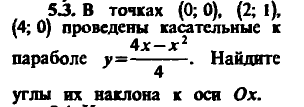 5.3. В точках (0; 0), (2; 1),
(4; 0) проведены касательные к
параболе y=(4x−x²)/4. Найдите
углы их наклона к оси Ox.